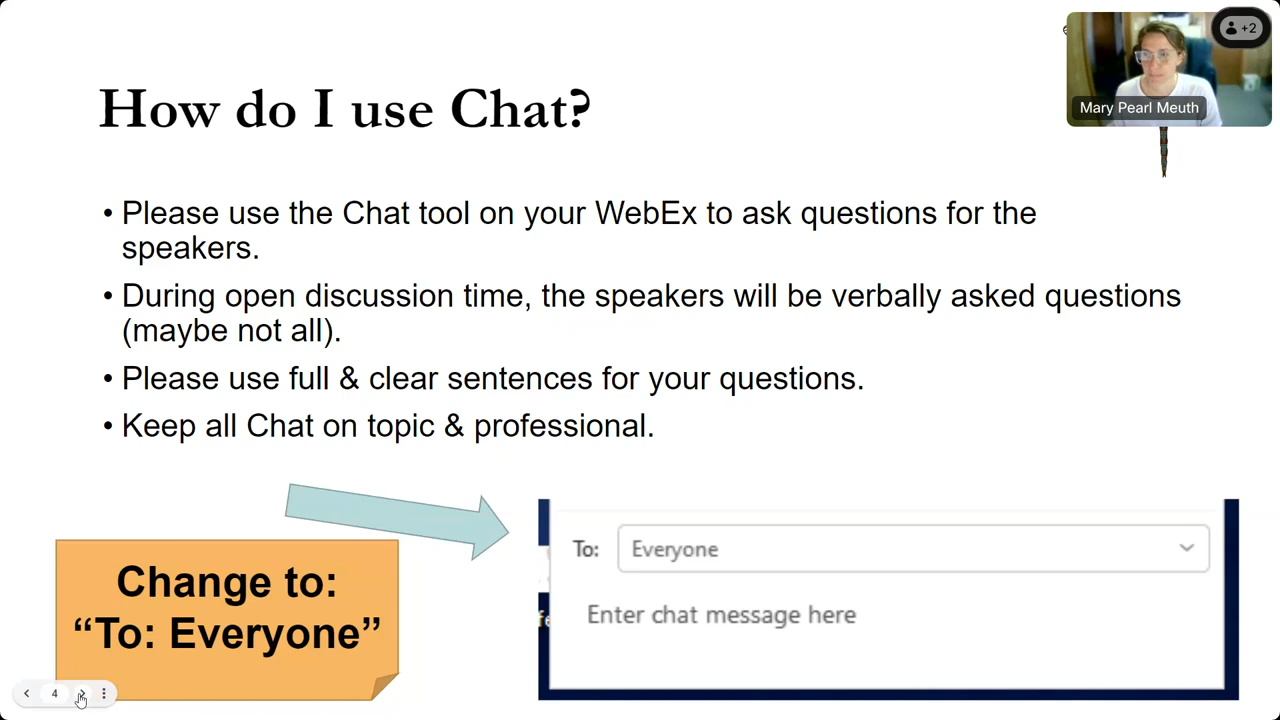 +2
Mary Pearl Meuth
How do I use Chat?
• Please use the Chat tool on your WebEx to ask questions for the
speakers.
• During open discussion time, the speakers will be verbally asked questions
(maybe not all).
• Please use full & clear sentences for your questions.
• Keep all Chat on topic & professional.
Change to:
“To: Everyone”
To: Everyone
Enter chat message here
4